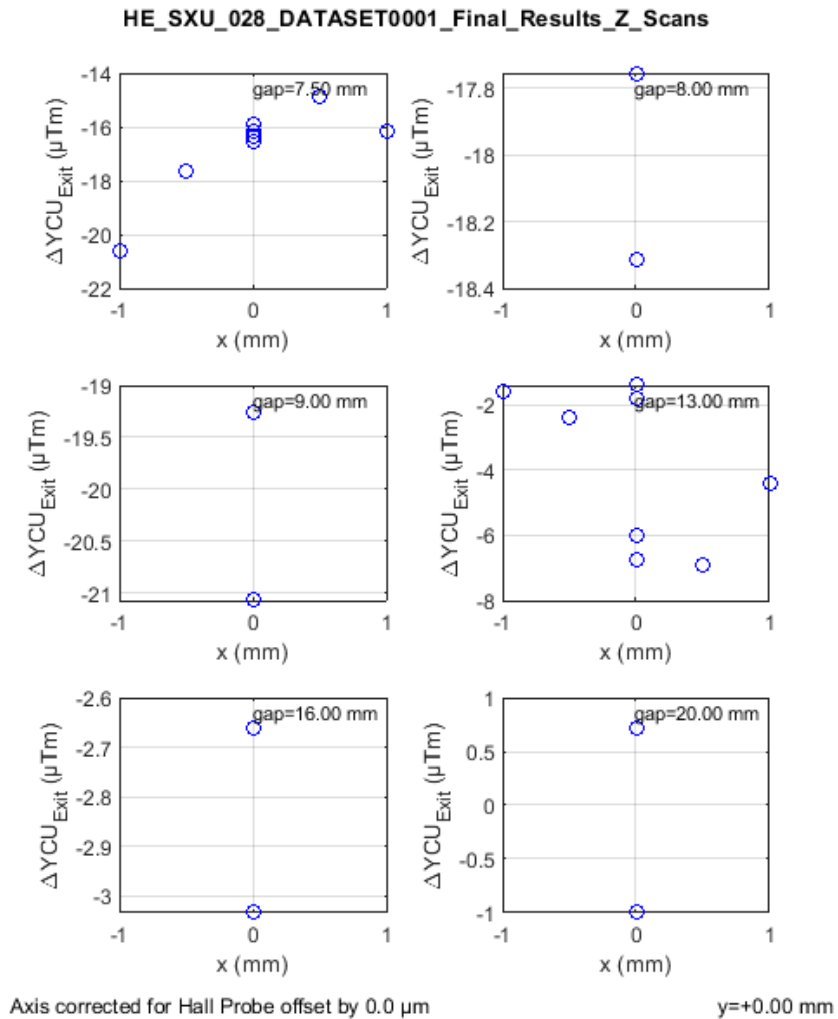 HE_SXU_028_DATASET0001_Final_Results_Z_Scans
gap=7.50 mm
-14
-16
-18
-20
-22
ΔYCU_Exit (µTm)
-1
0
1
x (mm)
gap=8.00 mm
-17.8
-18
-18.2
-18.4
ΔYCU_Exit (µTm)
-1
0
1
x (mm)
gap=9.00 mm
-19
-19.5
-20
-20.5
-21
ΔYCU_Exit (µTm)
-1
0
1
x (mm)
gap=13.00 mm
-2
-4
-6
-8
ΔYCU_Exit (µTm)
-1
0
1
x (mm)
gap=16.00 mm
-2.6
-2.7
-2.8
-2.9
-3
ΔYCU_Exit (µTm)
-1
0
1
x (mm)
gap=20.00 mm
1
0.5
0
-0.5
-1
ΔYCU_Exit (µTm)
-1
0
1
x (mm)
Axis corrected for Hall Probe offset by 0.0 µm
y=+0.00 mm